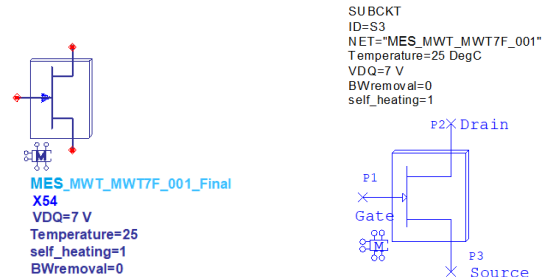 MES_MWT_MWT7F_001_Final
X54
VDQ=7 V
Temperature=25
self_heating=1
BWremoval=0
M
SUBCKT
ID=S3
NET="MES_MWT_MWT7F_001"
Temperature=25 DegC
VDQ=7 V
BWremoval=0
self_heating=1
P2 Drain
P1
Gate
M
P3
Source